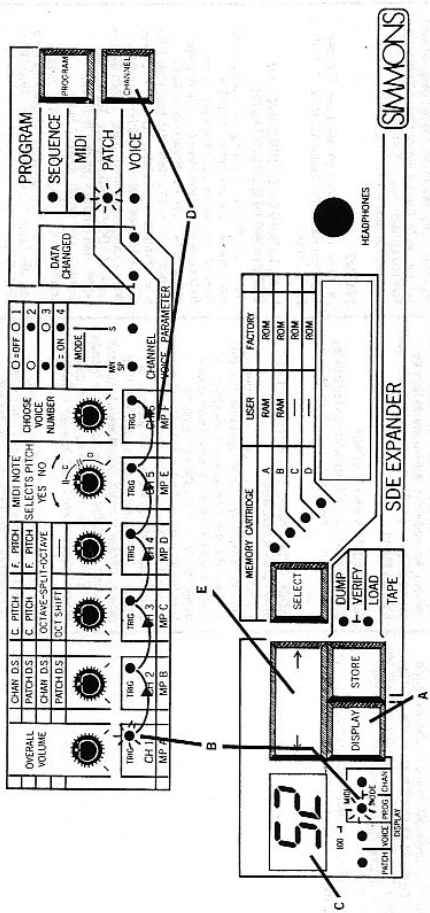 OVERALL VOLUME
CHAN D.S
PATCH D.S
CHAN D.S
PATCH D.S
C. PITCH
C. PITCH
F. PITCH
F. PITCH
OCTAVE-SPLIT-OCTAVE
OCT SHIFT
MIDI NOTE
SELECTS PITCH
YES NO
C
D
CHOOSE
VOICE
NUMBER
O=OFF O O 1
O ● 2
● O 3
●=ON ● 4
MODE
MN
SP
S
TRIG
CH 1
MP A
TRIG
CH 2
MP B
TRIG
CH 3
MP C
TRIG
CH 4
MP D
TRIG
CH 5
MP E
TRIG
MP F
CHANNEL
VOICE PARAMETER
DATA
CHANGED
PROGRAM
SEQUENCE
MIDI
PATCH
VOICE
PROGRAM
CHANNEL
D
B
E
52
C
100
PATCH
VOICE
PROG
CHAN
MIDI
MODE
DISPLAY
← →
DISPLAY
STORE
A
SELECT
DUMP
VERIFY
LOAD
TAPE
MEMORY CARTRIDGE
USER
FACTORY
A
RAM
ROM
B
RAM
ROM
C
ROM
D
ROM
SDE EXPANDER
HEADPHONES
SIMMONS